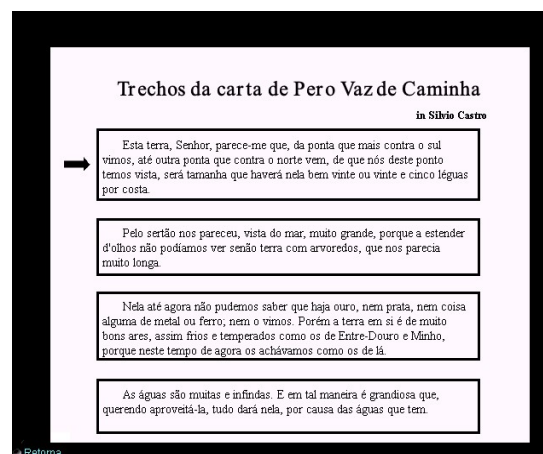 Trechos da carta de Pero Vaz de Caminha
in Silvio Castro
Esta terra, Senhor, parece-me que, da ponta que mais contra o sul
vimos, até outra ponta que contra o norte vem, de que nós deste ponto
temos vista, será tamanha que haverá nela bem vinte ou vinte e cinco léguas
por costa.
Pelo sertão nos pareceu, vista do mar, muito grande, porque a estender
d'olhos não podíamos ver senão terra com arvoredos, que nos parecia
muito longa.
Nela até agora não pudemos saber que haja ouro, nem prata, nem coisa
alguma de metal ou ferro; nem o vimos. Porém a terra em si é de muito
bons ares, assim frios e temperados como os de Entre-Douro e Minho,
porque neste tempo de agora os achávamos como os de lá.
As águas são muitas e infindas. E em tal maneira é grandiosa que,
querendo aproveitá-la, tudo dará nela, por causa das águas que tem.
Retorna